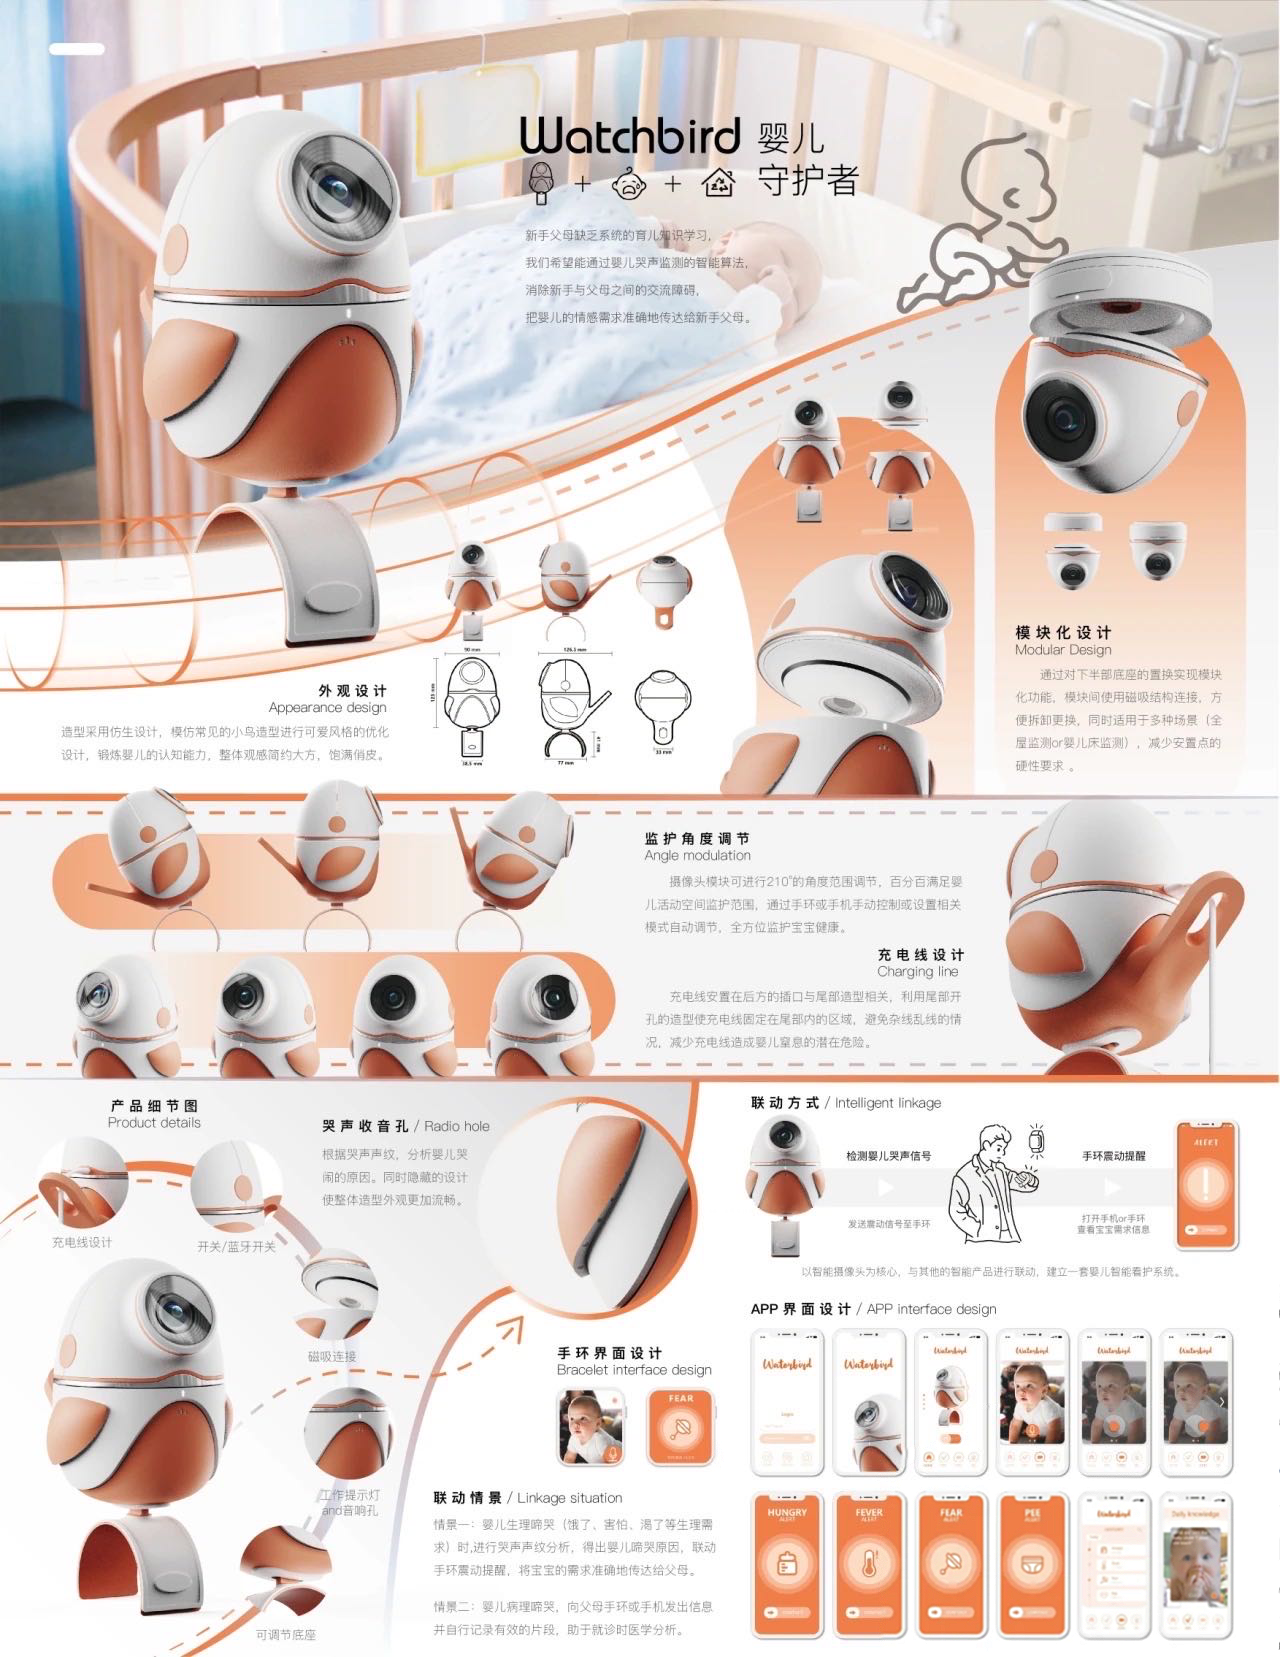 Watchbird 婴儿
守护者
新手父母缺乏系统的育儿知识学习，
我们希望能通过婴儿哭声监测的智能算法，
消除新手与父母之间的交流障碍，
把婴儿的情感需求准确地传达给新手父母。
90 mm
126.5 mm
125 mm
41 mm
38.5 mm
77 mm
33 mm
外观设计
Appearance design
造型采用仿生设计，模仿常见的小鸟造型进行可爱风格的优化
设计，锻炼婴儿的认知能力，整体观感简约大方，饱满俏皮。
模块化设计
Modular Design
通过对下半部底座的置换实现模块
化功能，模块间使用磁吸结构连接，方
便拆卸更换，同时适用于多种场景（全
屋监测or婴儿床监测），减少安置点的
硬性要求 。
监护角度调节
Angle modulation
摄像头模块可进行210°的角度范围调节，百分百满足婴
儿活动空间监护范围，通过手环或手机手动控制或设置相关
模式自动调节，全方位监护宝宝健康。
充电线设计
Charging line
充电线安置在后方的插口与尾部造型相关，利用尾部开
孔的造型使充电线固定在尾部内的区域，避免杂线乱线的情
况，减少充电线造成婴儿窒息的潜在危险。
产品细节图
Product details
充电线设计
开关/蓝牙开关
磁吸连接
工作提示灯
and音响孔
可调节底座
哭声收音孔 / Radio hole
根据哭声声纹，分析婴儿哭
闹的原因。同时隐藏的设计
使整体造型外观更加流畅。
手环界面设计
Bracelet interface design
FEAR
联动情景 / Linkage situation
情景一：婴儿生理啼哭（饿了、害怕、渴了等生理需
求）时,进行哭声声纹分析，得出婴儿啼哭原因，联动
手环震动提醒，将宝宝的需求准确地传达给父母。
情景二：婴儿病理啼哭，向父母手环或手机发出信息
并自行记录有效的片段，助于就诊时医学分析。
联动方式 / Intelligent linkage
检测婴儿哭声信号
发送震动信号至手环
手环震动提醒
打开手机or手环
查看宝宝需求信息
ALERT
以智能摄像头为核心，与其他的智能产品进行联动，建立一套婴儿智能看护系统。
APP 界面设计 / APP interface design
Waterbird
Login
Waterbird
Waterbird
Waterbird
Waterbird
Waterbird
HUNGRY
ALERT
FEVER
ALERT
FEAR
ALERT
PEE
ALERT
Waterbird
Daily knowledge